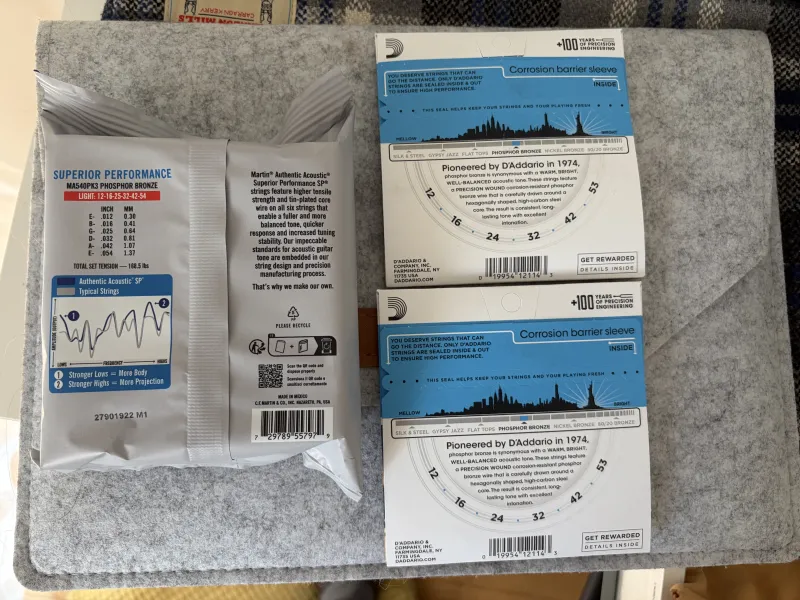 CARRAIG KERRY
SUPERIOR PERFORMANCE
MA540PK3 PHOSPHOR BRONZE
LIGHT: 12-16-25-32-42-54
INCH MM
E- .012 0.30
B- .016 0.41
G- .025 0.64
D- .032 0.81
A- .042 1.07
E- .054 1.37
TOTAL SET TENSION — 168.5 lbs
Authentic Acoustic SP®
Typical Strings
1 2
LOWS FREQUENCY HIGHS
1 Stronger Lows = More Body
2 Stronger Highs = More Projection
27901922 M1
Martin® Authentic Acoustic®
Superior Performance SP®
strings feature higher tensile
strength and tin-plated core
wire on all six strings that
enable a fuller and more
balanced tone, quicker
response and increased tuning
stability. Our impeccable
standards for acoustic guitar
tone are embedded in our
string design and precision
manufacturing process.
That's why we make our own.
PLEASE RECYCLE
Scan the QR code and
dispose properly
MADE IN MEXICO
C.F. MARTIN & CO., INC. NAZARETH, PA, USA
7 29789 55797 9
+100 YEARS OF PRECISION ENGINEERING
YOU DESERVE STRINGS THAT CAN
GO THE DISTANCE. ONLY D'ADDARIO
STRINGS ARE SEALED INSIDE & OUT
TO ENSURE HIGH PERFORMANCE.
Corrosion barrier sleeve
INSIDE
THIS SEAL HELPS KEEP YOUR STRINGS AND YOUR PLAYING FRESH
MELLOW BRIGHT
SILK & STEEL GYPSY JAZZ FLAT TOPS PHOSPHOR BRONZE NICKEL BRONZE 80/20 BRONZE
Pioneered by D'Addario in 1974,
phosphor bronze is synonymous with a WARM, BRIGHT,
WELL-BALANCED acoustic tone. These strings feature
a PRECISION WOUND corrosion-resistant phosphor
bronze wire that is carefully drawn around a
hexagonally shaped, high-carbon steel
core. The result is consistent, long-
lasting tone with excellent
intonation.
12 16 24 32 42 53
D'ADDARIO &
COMPANY, INC.
FARMINGDALE, NY
11735 USA
DADDARIO.COM
0 19954 12114 3
GET REWARDED
DETAILS INSIDE
+100 YEARS OF PRECISION ENGINEERING
YOU DESERVE STRINGS THAT CAN
GO THE DISTANCE. ONLY D'ADDARIO
STRINGS ARE SEALED INSIDE & OUT
TO ENSURE HIGH PERFORMANCE.
Corrosion barrier sleeve
INSIDE
THIS SEAL HELPS KEEP YOUR STRINGS AND YOUR PLAYING FRESH
MELLOW BRIGHT
SILK & STEEL GYPSY JAZZ FLAT TOPS PHOSPHOR BRONZE NICKEL BRONZE 80/20 BRONZE
Pioneered by D'Addario in 1974,
phosphor bronze is synonymous with a WARM, BRIGHT,
WELL-BALANCED acoustic tone. These strings feature
a PRECISION WOUND corrosion-resistant phosphor
bronze wire that is carefully drawn around a
hexagonally shaped, high-carbon steel
core. The result is consistent, long-
lasting tone with excellent
intonation.
12 16 24 32 42 53
D'ADDARIO &
COMPANY, INC.
FARMINGDALE, NY
11735 USA
DADDARIO.COM
0 19954 12114 3
GET REWARDED
DETAILS INSIDE